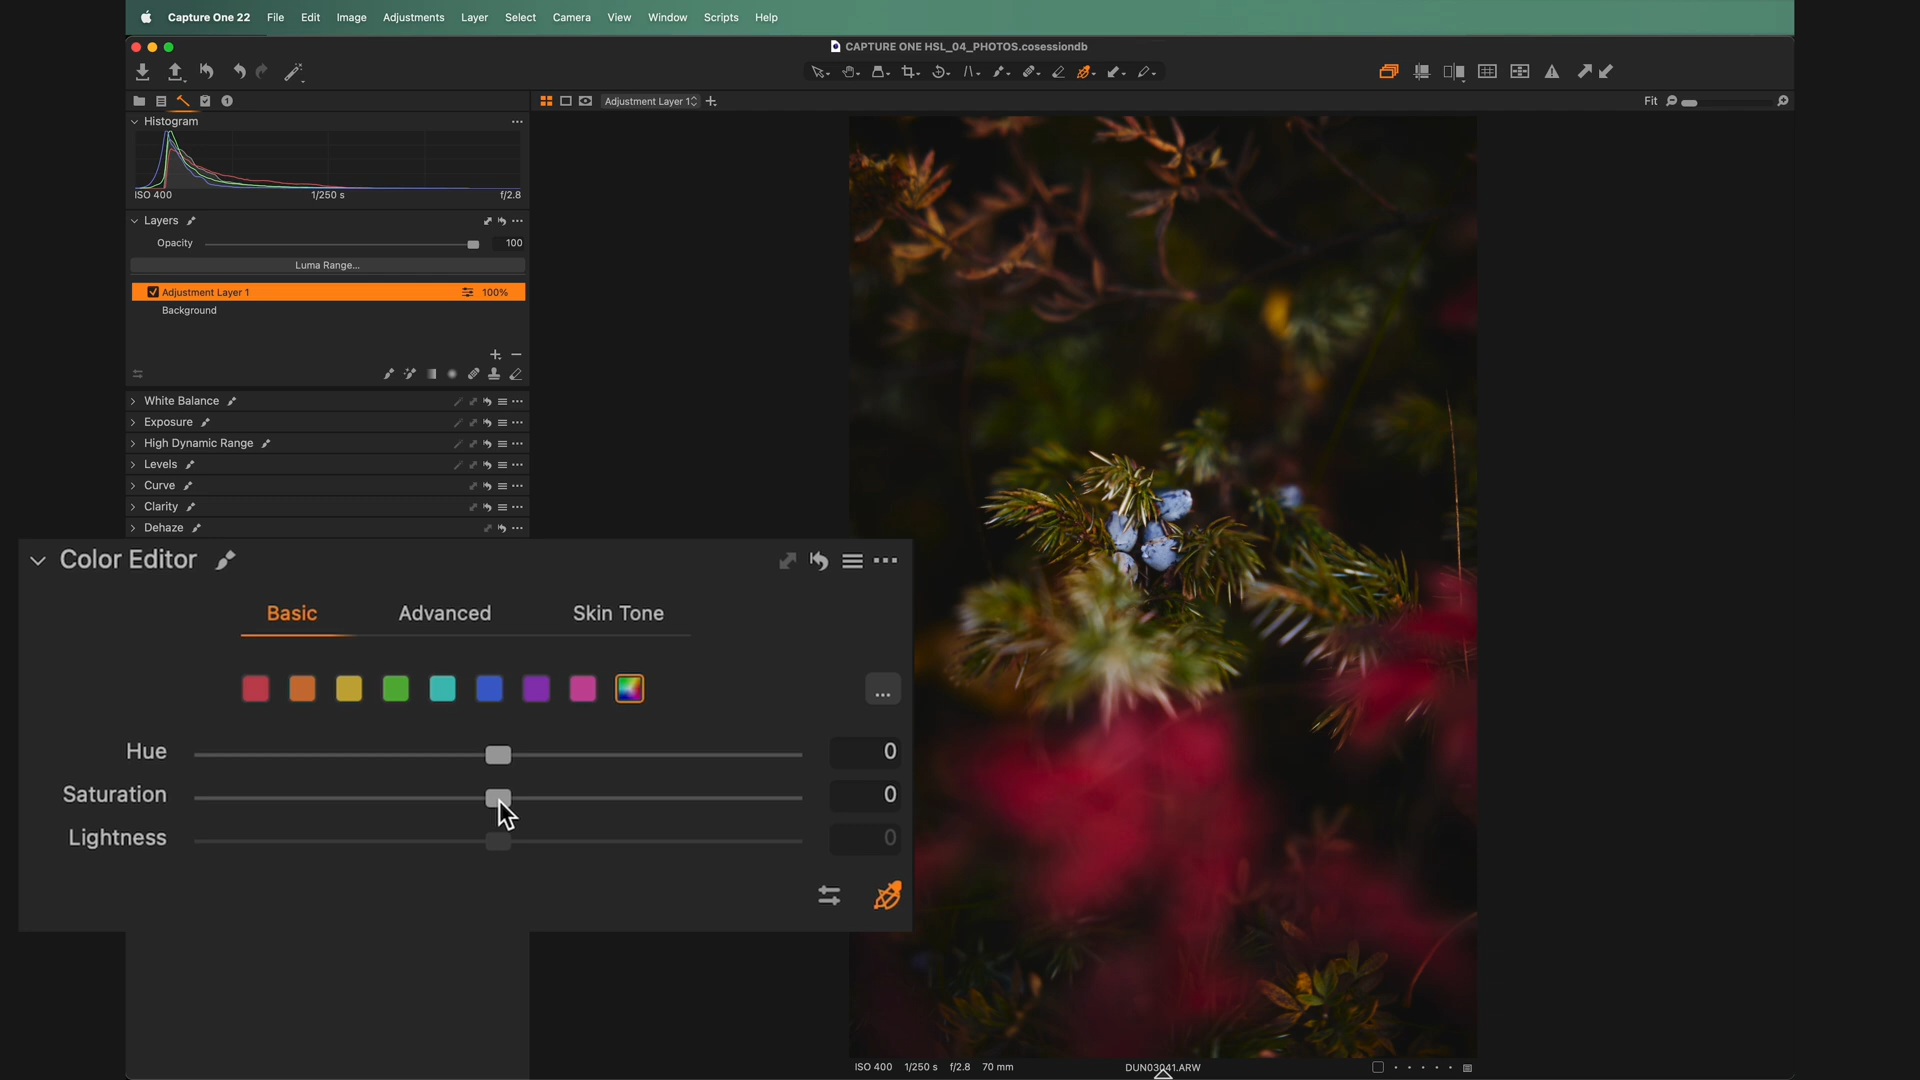 Capture One 22 File Edit Image Adjustments Layer Select Camera View Window Scripts Help
CAPTURE ONE HSL_04_PHOTOS.cosessiondb
Adjustment Layer 1
Fit
Histogram
ISO 400 1/250 s f/2.8
Layers
Opacity 100
Luma Range...
Adjustment Layer 1 100%
Background
White Balance
Exposure
High Dynamic Range
Levels
Curve
Clarity
Dehaze
Color Editor
Basic Advanced Skin Tone
...
Hue 0
Saturation 0
Lightness 0
ISO 400 1/250 s f/2.8 70 mm DUN03041.ARW